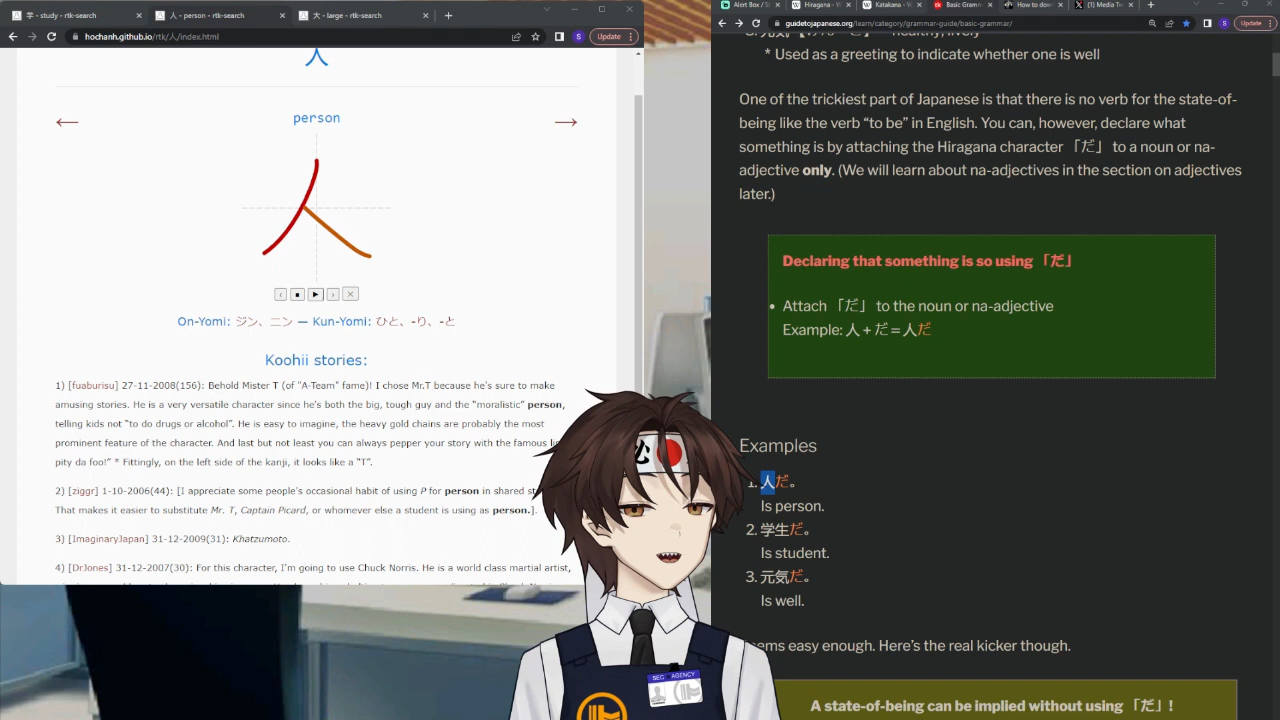 学 - study - rtk-search
人 - person - rtk-search
大 - large - rtk-search
hochanh.github.io/rtk/人/index.html
S
Update
人
person
On-Yomi: ジン、ニン — Kun-Yomi: ひと、-り、-と
Koohii stories:
1) [fuaburisu] 27-11-2008(156): Behold Mister T (of "A-Team" fame)! I chose Mr.T because he's sure to make
amusing stories. He is a very versatile character since he's both the big, tough guy and the "moralistic" person,
telling kids not "to do drugs or alcohol". He is easy to imagine, the heavy gold chains are probably the most
prominent feature of the character. And last but not least you can always pepper your story with the famous
pity da foo!" * Fittingly, on the left side of the kanji, it looks like a "T".
2) [ziggr] 1-10-2006(44): [I appreciate some people's occasional habit of using P for person in shared
That makes it easier to substitute Mr. T, Captain Picard, or whomever else a student is using as person.].
3) [ImaginaryJapan] 31-12-2009(31): Khatzumoto.
4) [DrJones] 31-12-2007(30): For this character, I'm going to use Chuck Norris. He is a world class martial artist,
Alert Box / S
Hiragana - W
Katakana - W
Basic Gramm
How to down
(1) Media Tw
guidetojapanese.org/learn/category/grammar-guide/basic-grammar/
S
Update
healthy; lively
* Used as a greeting to indicate whether one is well
One of the trickiest part of Japanese is that there is no verb for the state-of-
being like the verb “to be” in English. You can, however, declare what
something is by attaching the Hiragana character 「だ」 to a noun or na-
adjective only. (We will learn about na-adjectives in the section on adjectives
later.)
Declaring that something is so using 「だ」
• Attach 「だ」 to the noun or na-adjective
Example: 人 + だ = 人だ
Examples
1. 人だ。
Is person.
2. 学生だ。
Is student.
3. 元気だ。
Is well.
ems easy enough. Here’s the real kicker though.
A state-of-being can be implied without using 「だ」!
必
SEC AGENCY